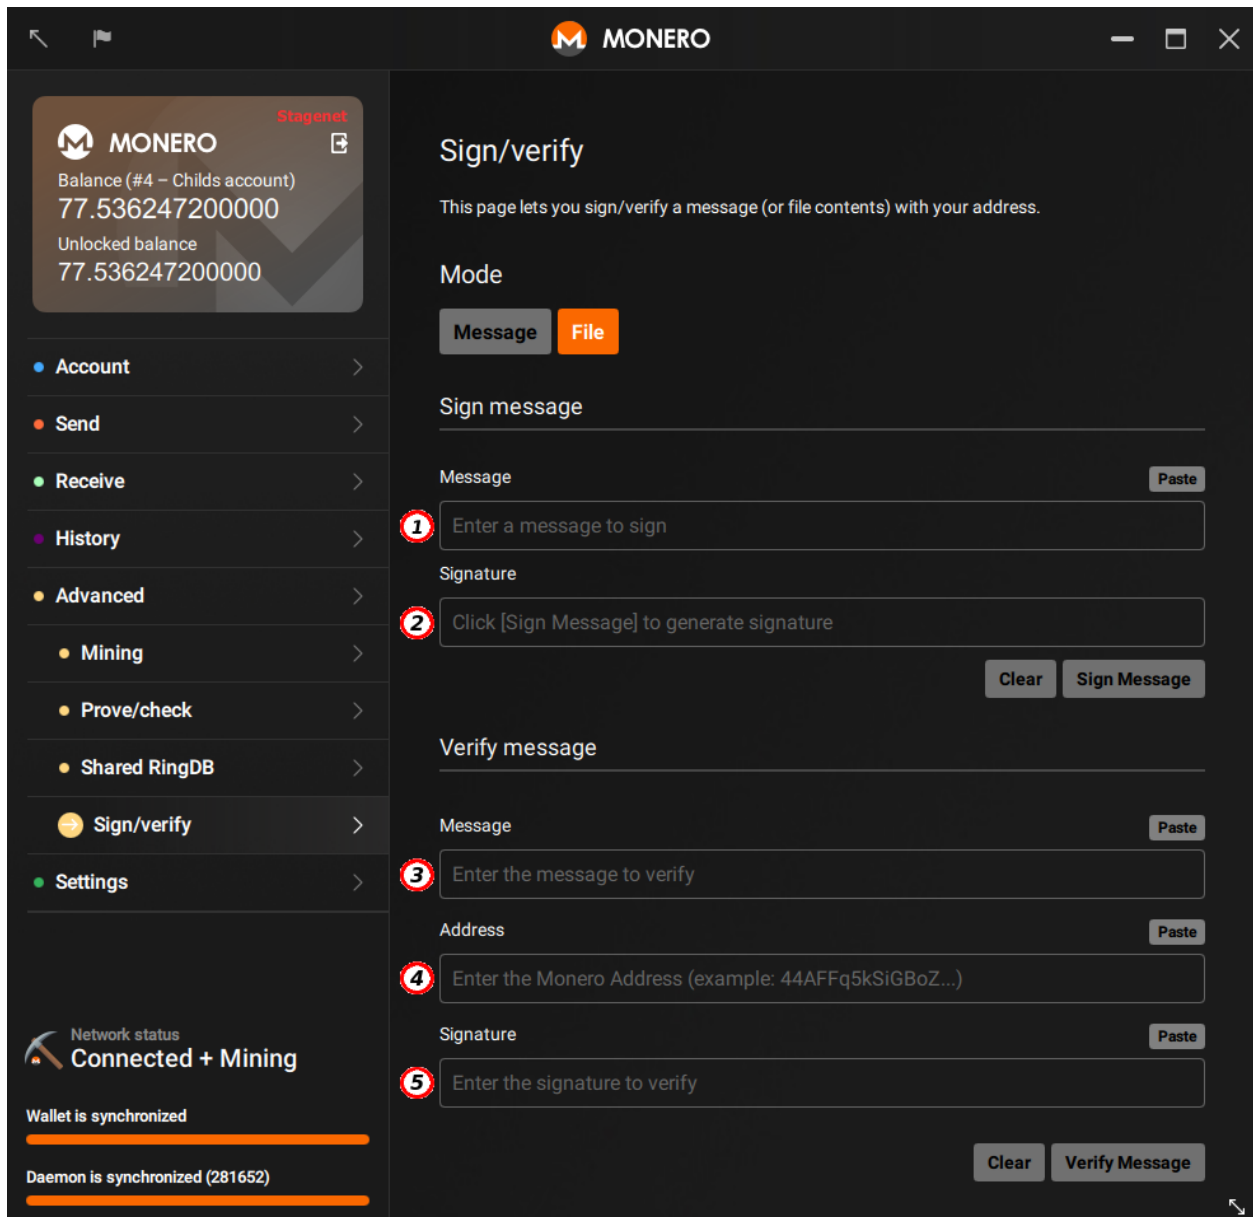 MONERO
Stagenet
MONERO
Balance (#4 – Childs account)
77.536247200000
Unlocked balance
77.536247200000
Account
Send
Receive
History
Advanced
Mining
Prove/check
Shared RingDB
Sign/verify
Settings
Network status
Connected + Mining
Wallet is synchronized
Daemon is synchronized (281652)
Sign/verify
This page lets you sign/verify a message (or file contents) with your address.
Mode
Message File
Sign message
Message Paste
1 Enter a message to sign
Signature
2 Click [Sign Message] to generate signature
Clear Sign Message
Verify message
Message Paste
3 Enter the message to verify
Address Paste
4 Enter the Monero Address (example: 44AFFq5kSiGBoZ...)
Signature Paste
5 Enter the signature to verify
Clear Verify Message